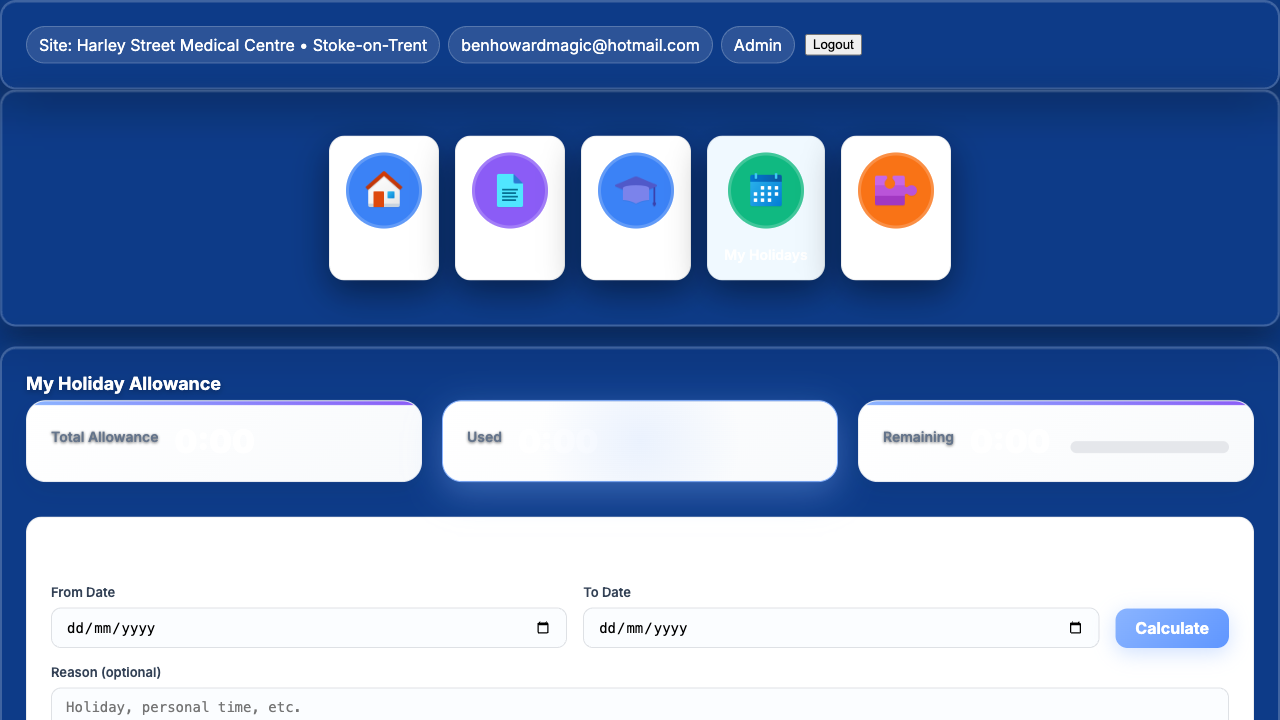 Site: Harley Street Medical Centre • Stoke-on-Trent
benhowardmagic@hotmail.com
Admin
Logout
My Holidays
My Holiday Allowance
Total Allowance
0:00
Used
0:00
Remaining
0:00
From Date
To Date
dd/mm/yyyy
dd/mm/yyyy
Calculate
Reason (optional)
Holiday, personal time, etc.